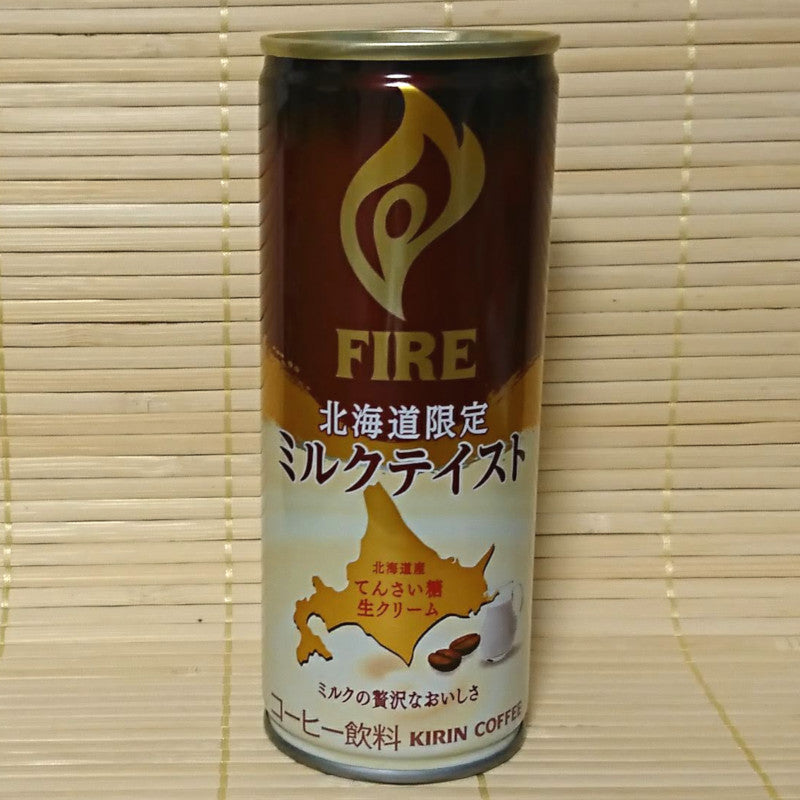 FIRE
北海道限定
ミルクテイスト
北海道産
てんさい糖
生クリーム
ミルクの贅沢なおいしさ
コーヒー飲料 KIRIN COFFEE